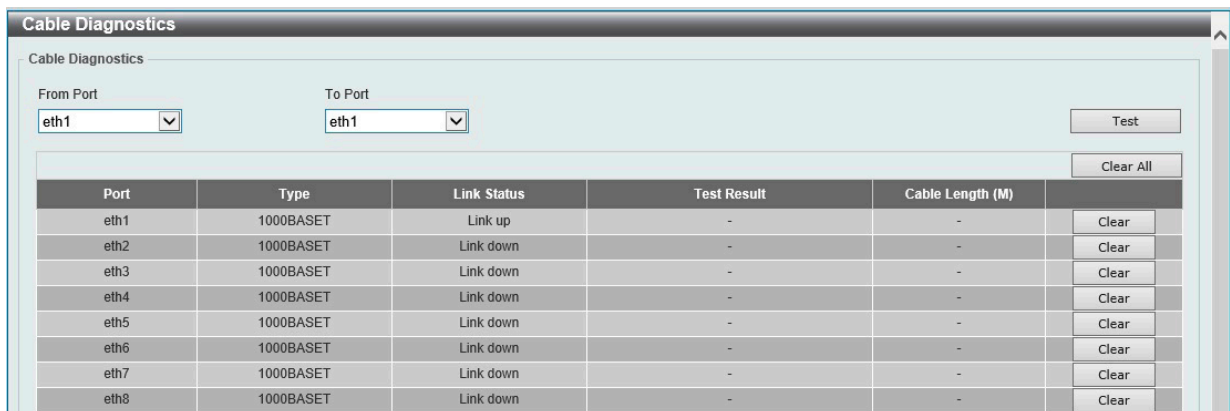 Cable Diagnostics
Cable Diagnostics
From Port To Port
eth1 eth1 Test
Clear All
Port Type Link Status Test Result Cable Length (M)
eth1 1000BASET Link up - - Clear
eth2 1000BASET Link down - - Clear
eth3 1000BASET Link down - - Clear
eth4 1000BASET Link down - - Clear
eth5 1000BASET Link down - - Clear
eth6 1000BASET Link down - - Clear
eth7 1000BASET Link down - - Clear
eth8 1000BASET Link down - - Clear